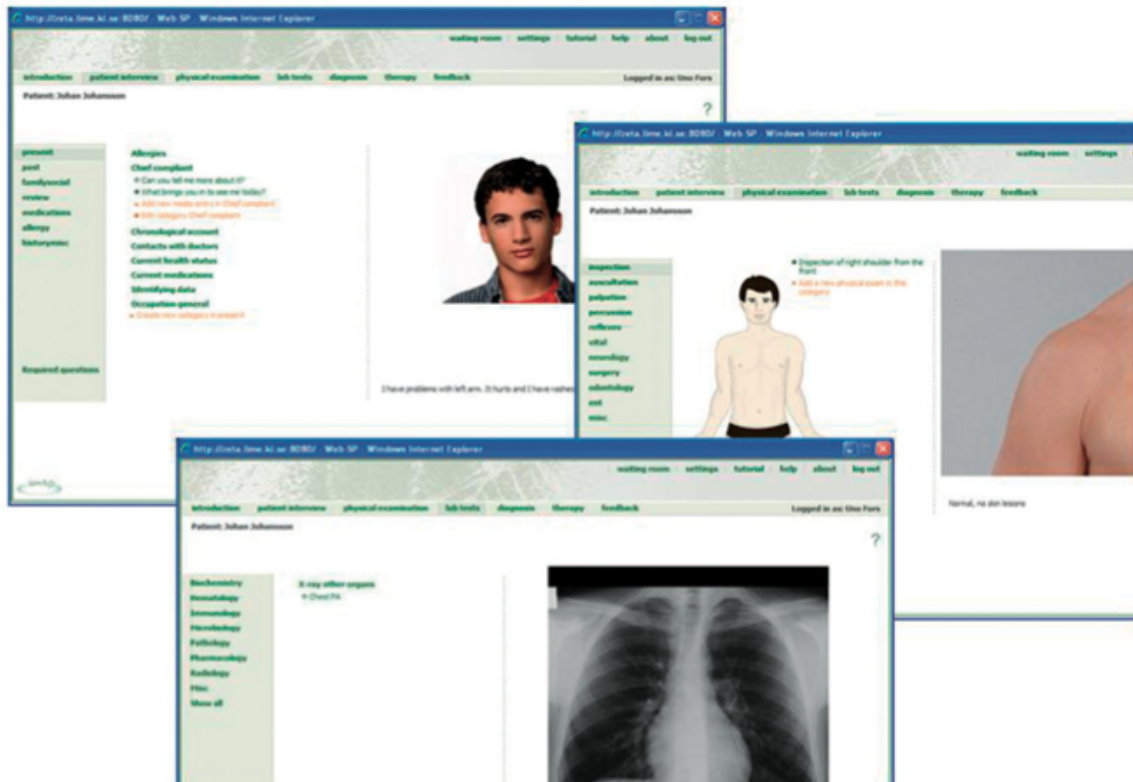 http://zeta.lime.ki.se:8080/ - Web-SP - Windows Internet Explorer
waiting room settings tutorial help about log out
introduction patient interview physical examination lab tests diagnosis therapy feedback Logged in as: Uno Fors
Patient: Johan Johansson
?
present
past
familysocial
review
medications
allergy
historymisc
Required questions
Allergies
Chief compliant
Can you tell me more about it?
What brings you in to see me today?
Add new media entry in Chief compliant
Edit category Chief compliant
Chronological account
Contacts with doctors
Current health status
Current medications
Identifying data
Occupation general
Create new category in present
I have problems with left arm. It hurts and I have rashes
http://zeta.lime.ki.se:8080/ - Web-SP - Windows Internet Explorer
waiting room settings
introduction patient interview physical examination lab tests diagnosis therapy feedback
Patient: Johan Johansson
inspection
auscultation
palpation
percussion
reflexes
vital
neurology
surgery
odontology
ent
misc
Inspection of right shoulder from the
front
Add a new physical exam in this
category
Normal, no skin lesions
http://zeta.lime.ki.se:8080/ - Web-SP - Windows Internet Explorer
waiting room settings tutorial help about log out
introduction patient interview physical examination lab tests diagnosis therapy feedback Logged in as: Uno Fors
Patient: Johan Johansson
?
Biochemistry
Hematology
Immunology
Microbiology
Pathology
Pharmacology
Radiology
Misc
Show all
X-ray other organs
Chest PA